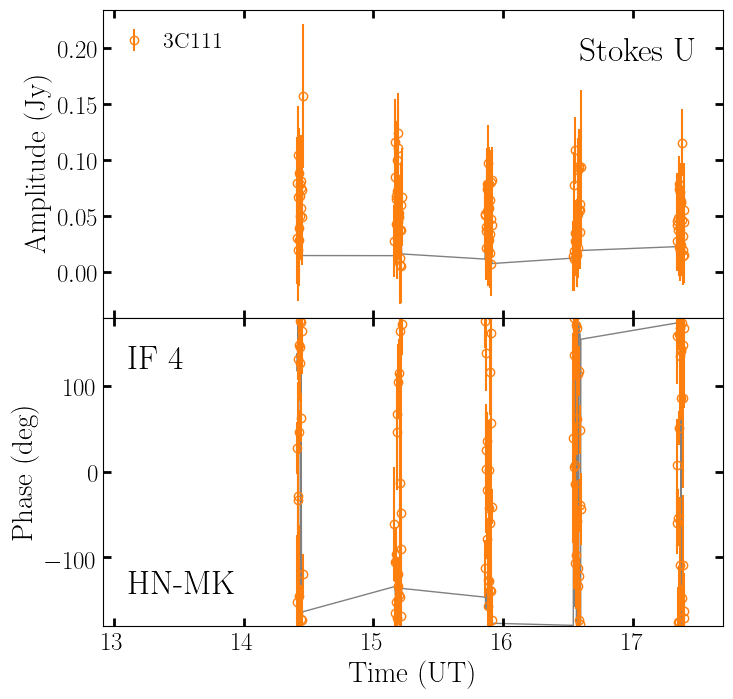 3C111
Stokes U
0.20
0.15
0.10
0.05
0.00
Amplitude (Jy)
IF 4
HN-MK
100
0
−100
Phase (deg)
13 14 15 16 17
Time (UT)